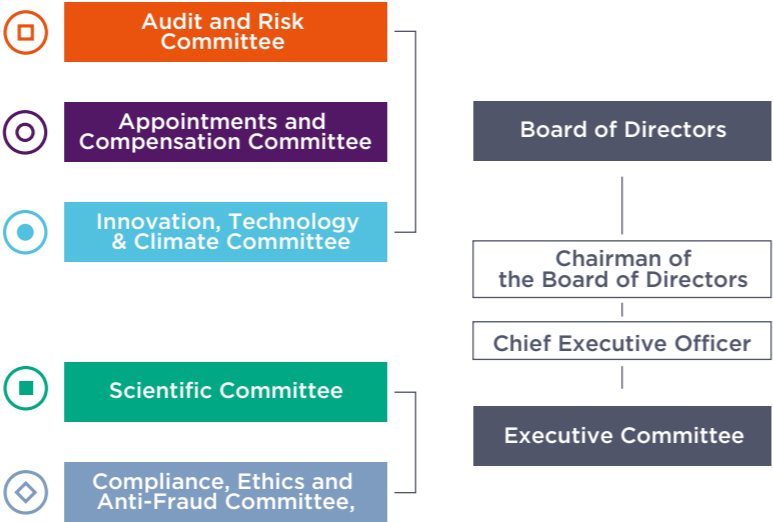 Audit and Risk
Committee
Appointments and
Compensation Committee
Innovation, Technology
& Climate Committee
Scientific Committee
Compliance, Ethics and
Anti-Fraud Committee,
Board of Directors
Chairman of
the Board of Directors
Chief Executive Officer
Executive Committee